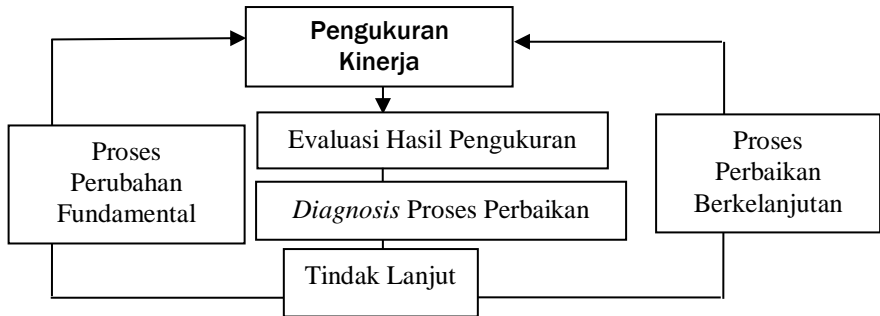 Pengukuran
Kinerja
Evaluasi Hasil Pengukuran
Proses
Perubahan
Fundamental
Proses
Perbaikan
Berkelanjutan
Diagnosis Proses Perbaikan
Tindak Lanjut